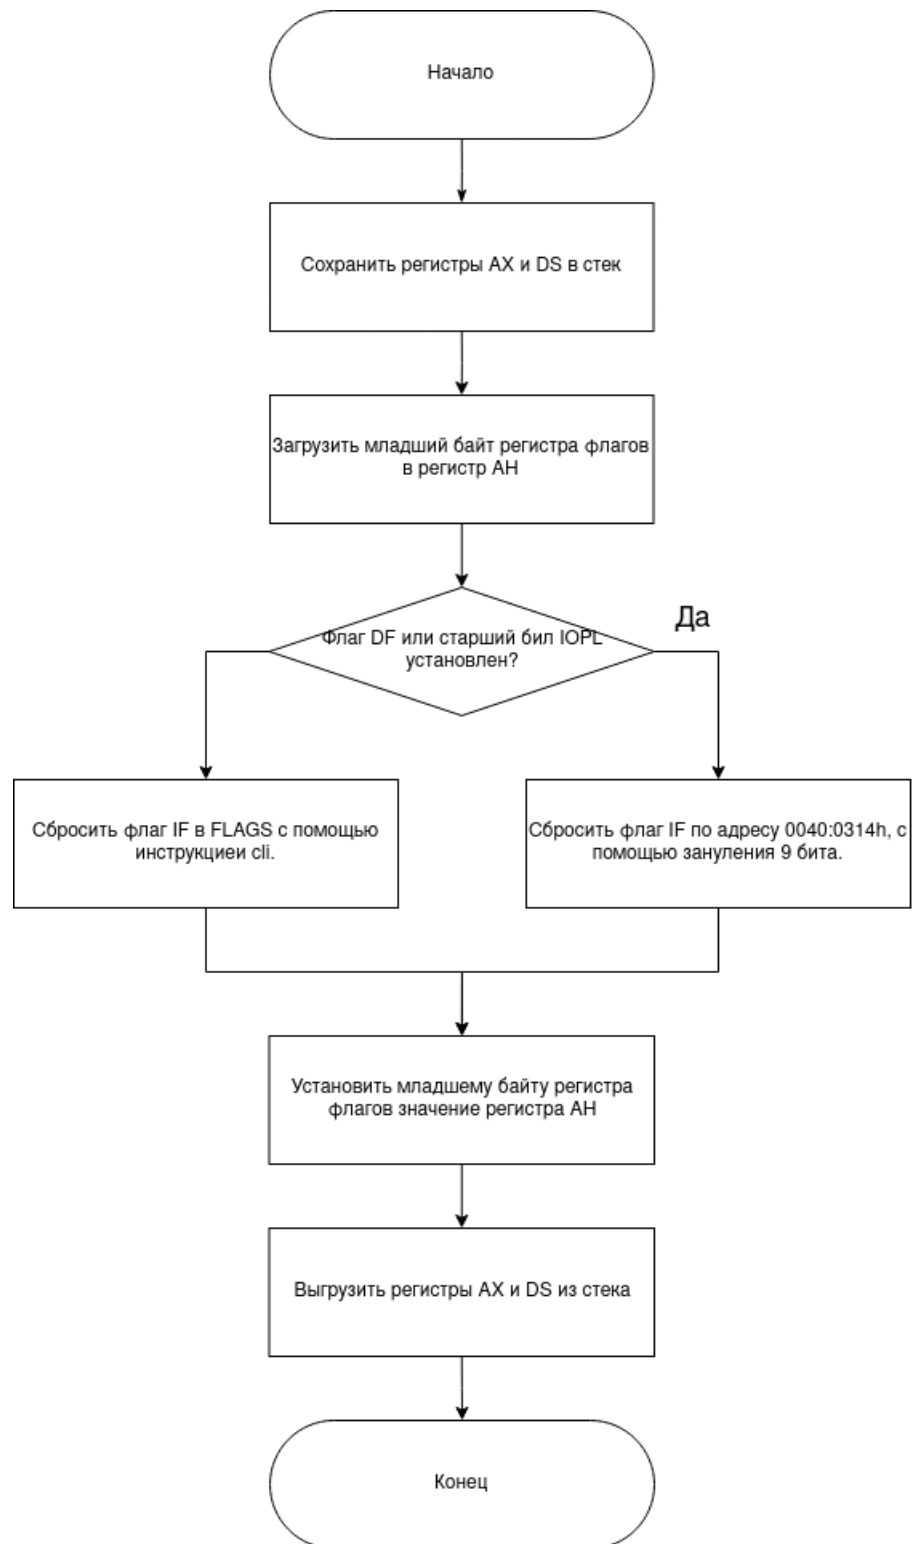 Начало
Сохранить регистры AX и DS в стек
Загрузить младший байт регистра флагов
в регистр AH
Да
Флаг DF или старший бил IOPL
установлен?
Сбросить флаг IF в FLAGS с помощью
инструкциеи cli.
Сбросить флаг IF по адресу 0040:0314h, с
помощью зануления 9 бита.
Установить младшему байту регистра
флагов значение регистра AH
Выгрузить регистры AX и DS из стека
Конец